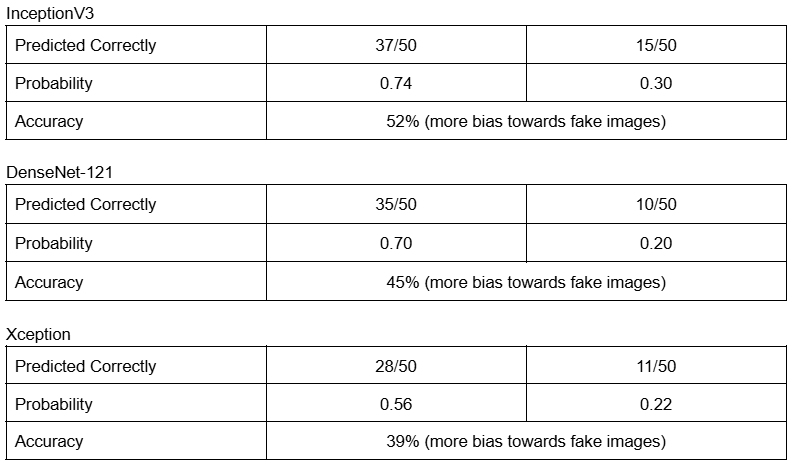 InceptionV3
Predicted Correctly 37/50 15/50
Probability 0.74 0.30
Accuracy 52% (more bias towards fake images)
DenseNet-121
Predicted Correctly 35/50 10/50
Probability 0.70 0.20
Accuracy 45% (more bias towards fake images)
Xception
Predicted Correctly 28/50 11/50
Probability 0.56 0.22
Accuracy 39% (more bias towards fake images)